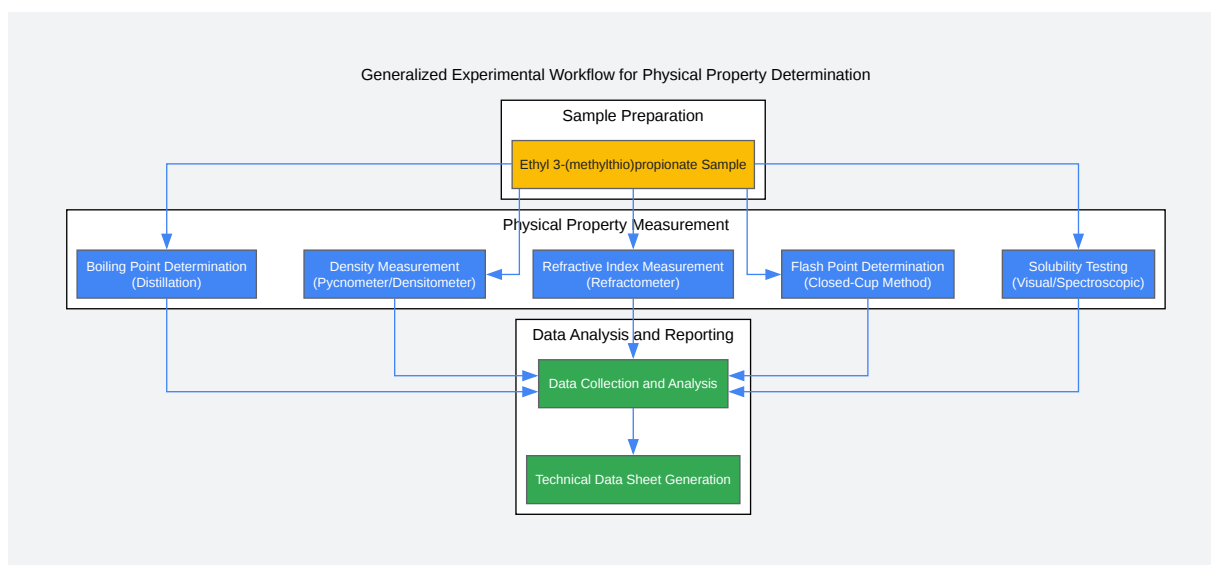 Generalized Experimental Workflow for Physical Property Determination
Sample Preparation
Ethyl 3-(methylthio)propionate Sample
Physical Property Measurement
Boiling Point Determination
(Distillation)
Density Measurement
(Pycnometer/Densitometer)
Refractive Index Measurement
(Refractometer)
Flash Point Determination
(Closed-Cup Method)
Solubility Testing
(Visual/Spectroscopic)
Data Analysis and Reporting
Data Collection and Analysis
Technical Data Sheet Generation